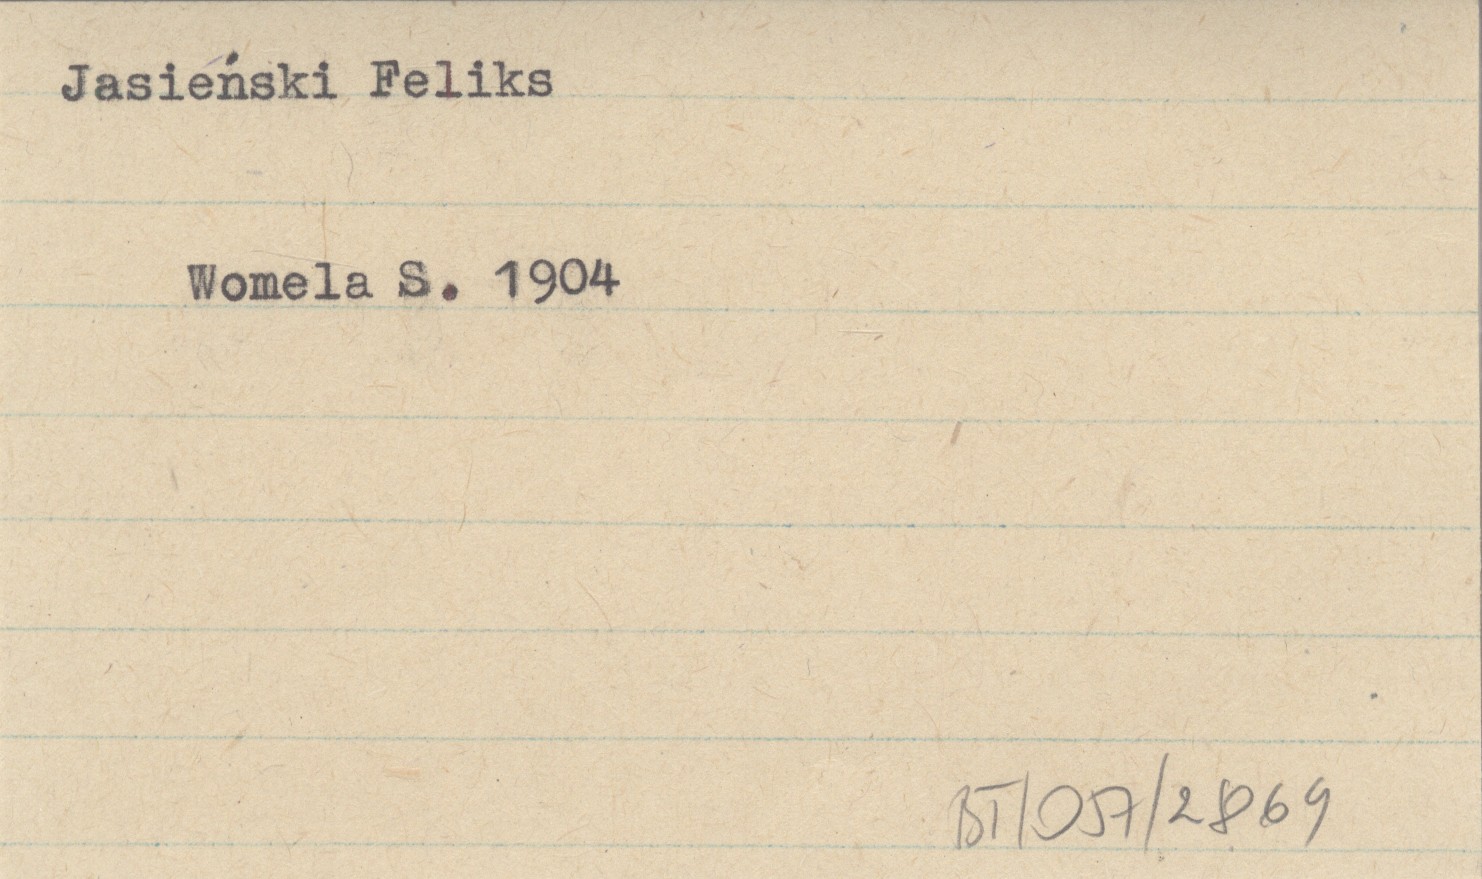 Jasieński Feliks
Womela S. 1904
BT/057/2869